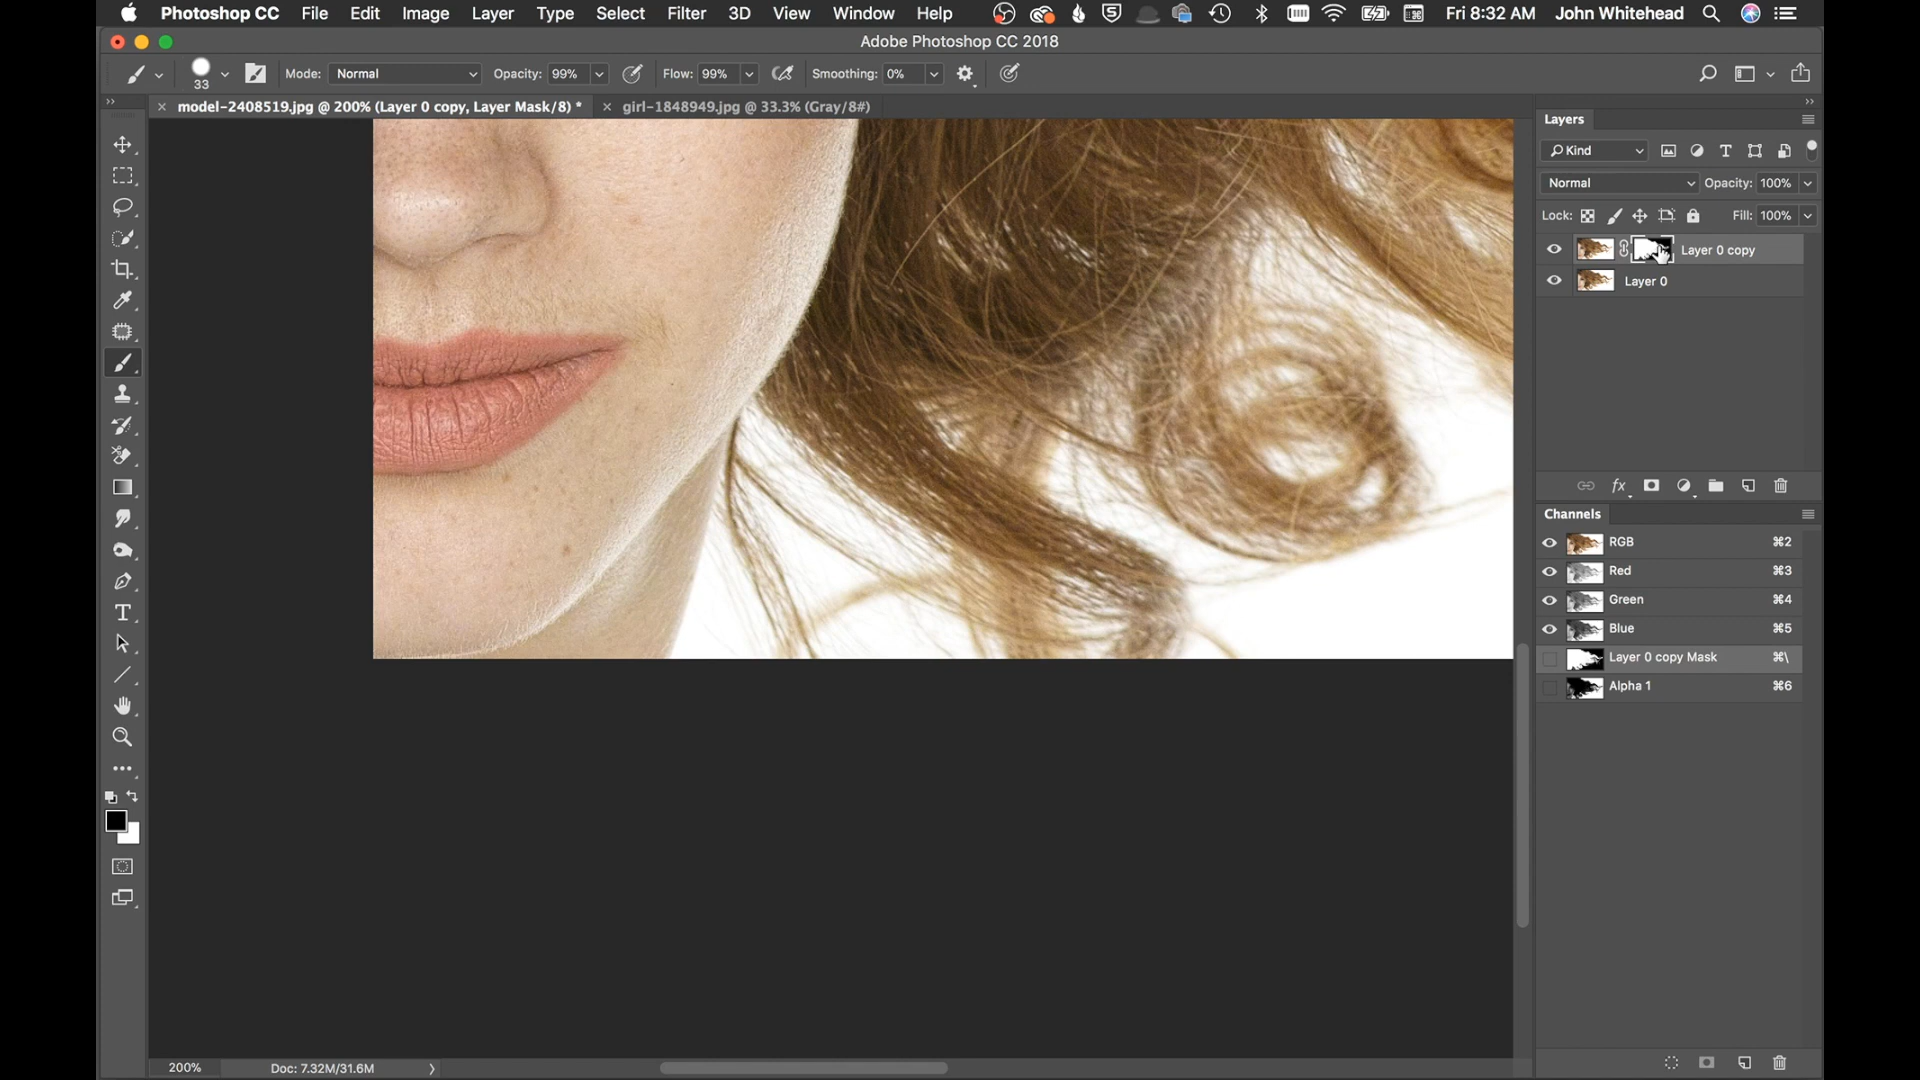 Photoshop CC File Edit Image Layer Type Select Filter 3D View Window Help Fri 8:32 AM John Whitehead
Adobe Photoshop CC 2018
33 Mode: Normal Opacity: 99% Flow: 99% Smoothing: 0%
model-2408519.jpg @ 200% (Layer 0 copy, Layer Mask/8) * girl-1848949.jpg @ 33.3% (Gray/8#)
Layers
Kind
Normal Opacity: 100%
Lock: Fill: 100%
Layer 0 copy
Layer 0
fx
Channels
RGB ⌘2
Red ⌘3
Green ⌘4
Blue ⌘5
Layer 0 copy Mask ⌘\
Alpha 1 ⌘6
200% Doc: 7.32M/31.6M